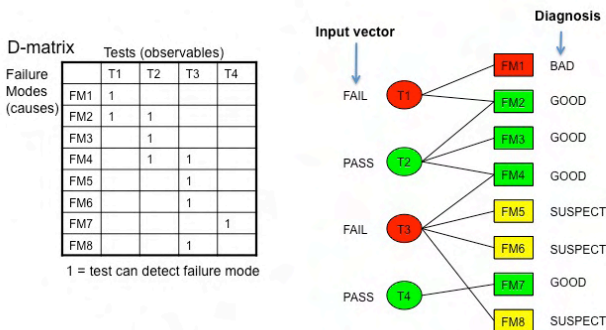 D-matrix
Tests (observables)
Failure
Modes
(causes)
T1 T2 T3 T4
FM1 1
FM2 1 1
FM3 1
FM4 1 1
FM5 1
FM6 1
FM7 1
FM8 1
1 = test can detect failure mode
Input vector
Diagnosis
FAIL T1
PASS T2
FAIL T3
PASS T4
FM1 BAD
FM2 GOOD
FM3 GOOD
FM4 GOOD
FM5 SUSPECT
FM6 SUSPECT
FM7 GOOD
FM8 SUSPECT